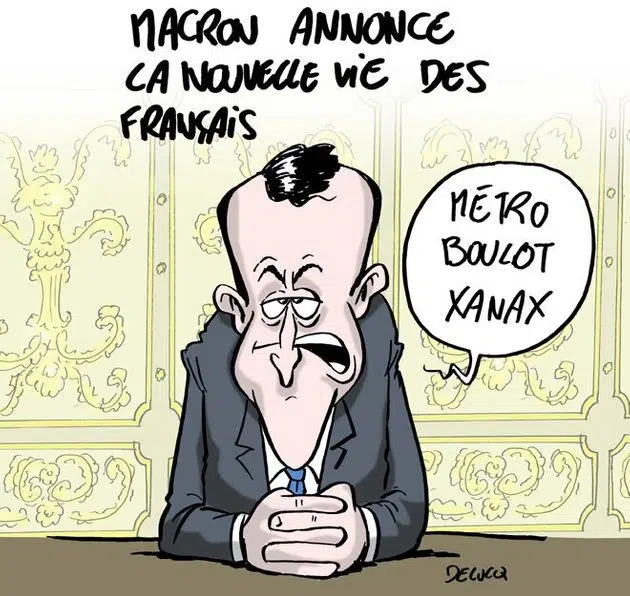 MACRON ANNONCE
LA NOUVELLE VIE DES
FRANÇAIS
MÉTRO
BOULOT
XANAX
DELUCQ